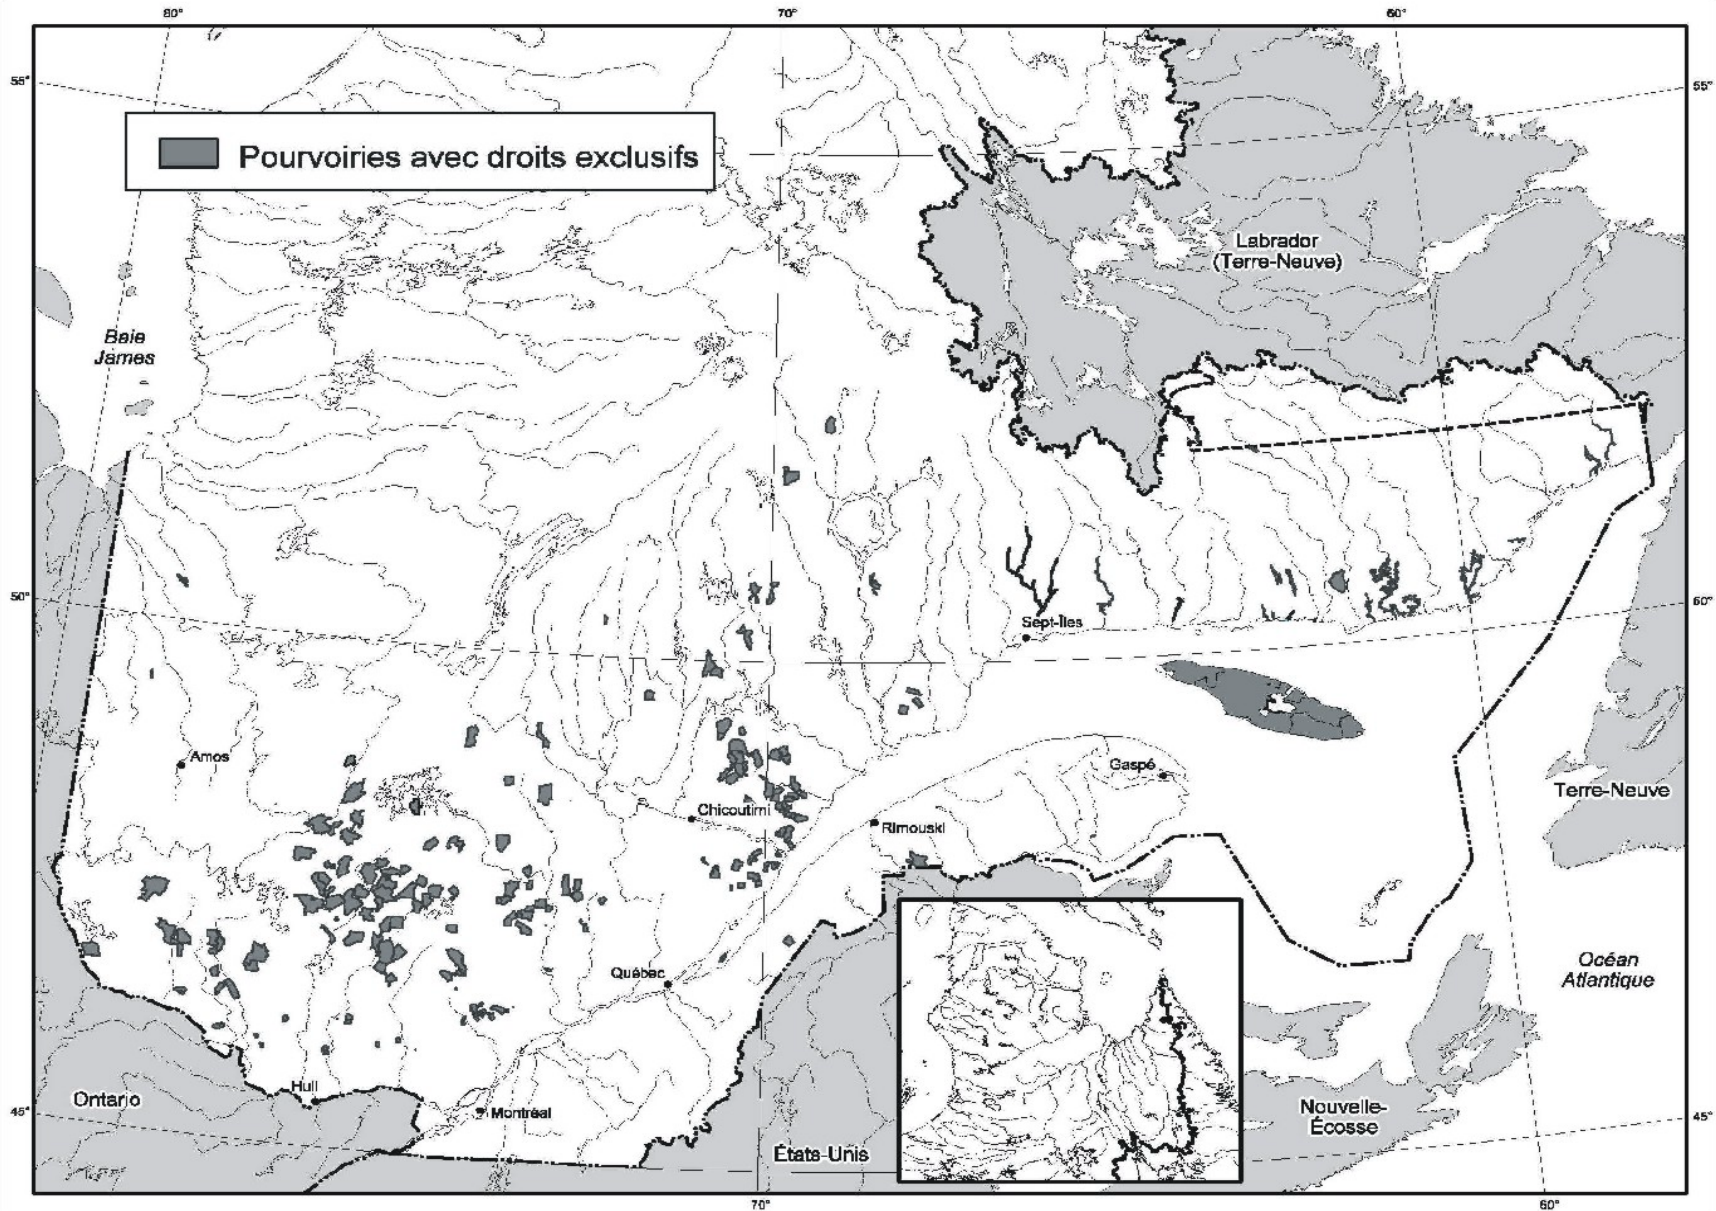 80°
70°
60°
55°
55°
Pourvoiries avec droits exclusifs
Labrador
(Terre-Neuve)
Baie
James
50°
50°
Sept-Îles
Amos
Gaspé
Terre-Neuve
Chicoutimi
Rimouski
Québec
Océan
Atlantique
Hull
Ontario
Montréal
Nouvelle-
Écosse
45°
45°
États-Unis
70°
60°